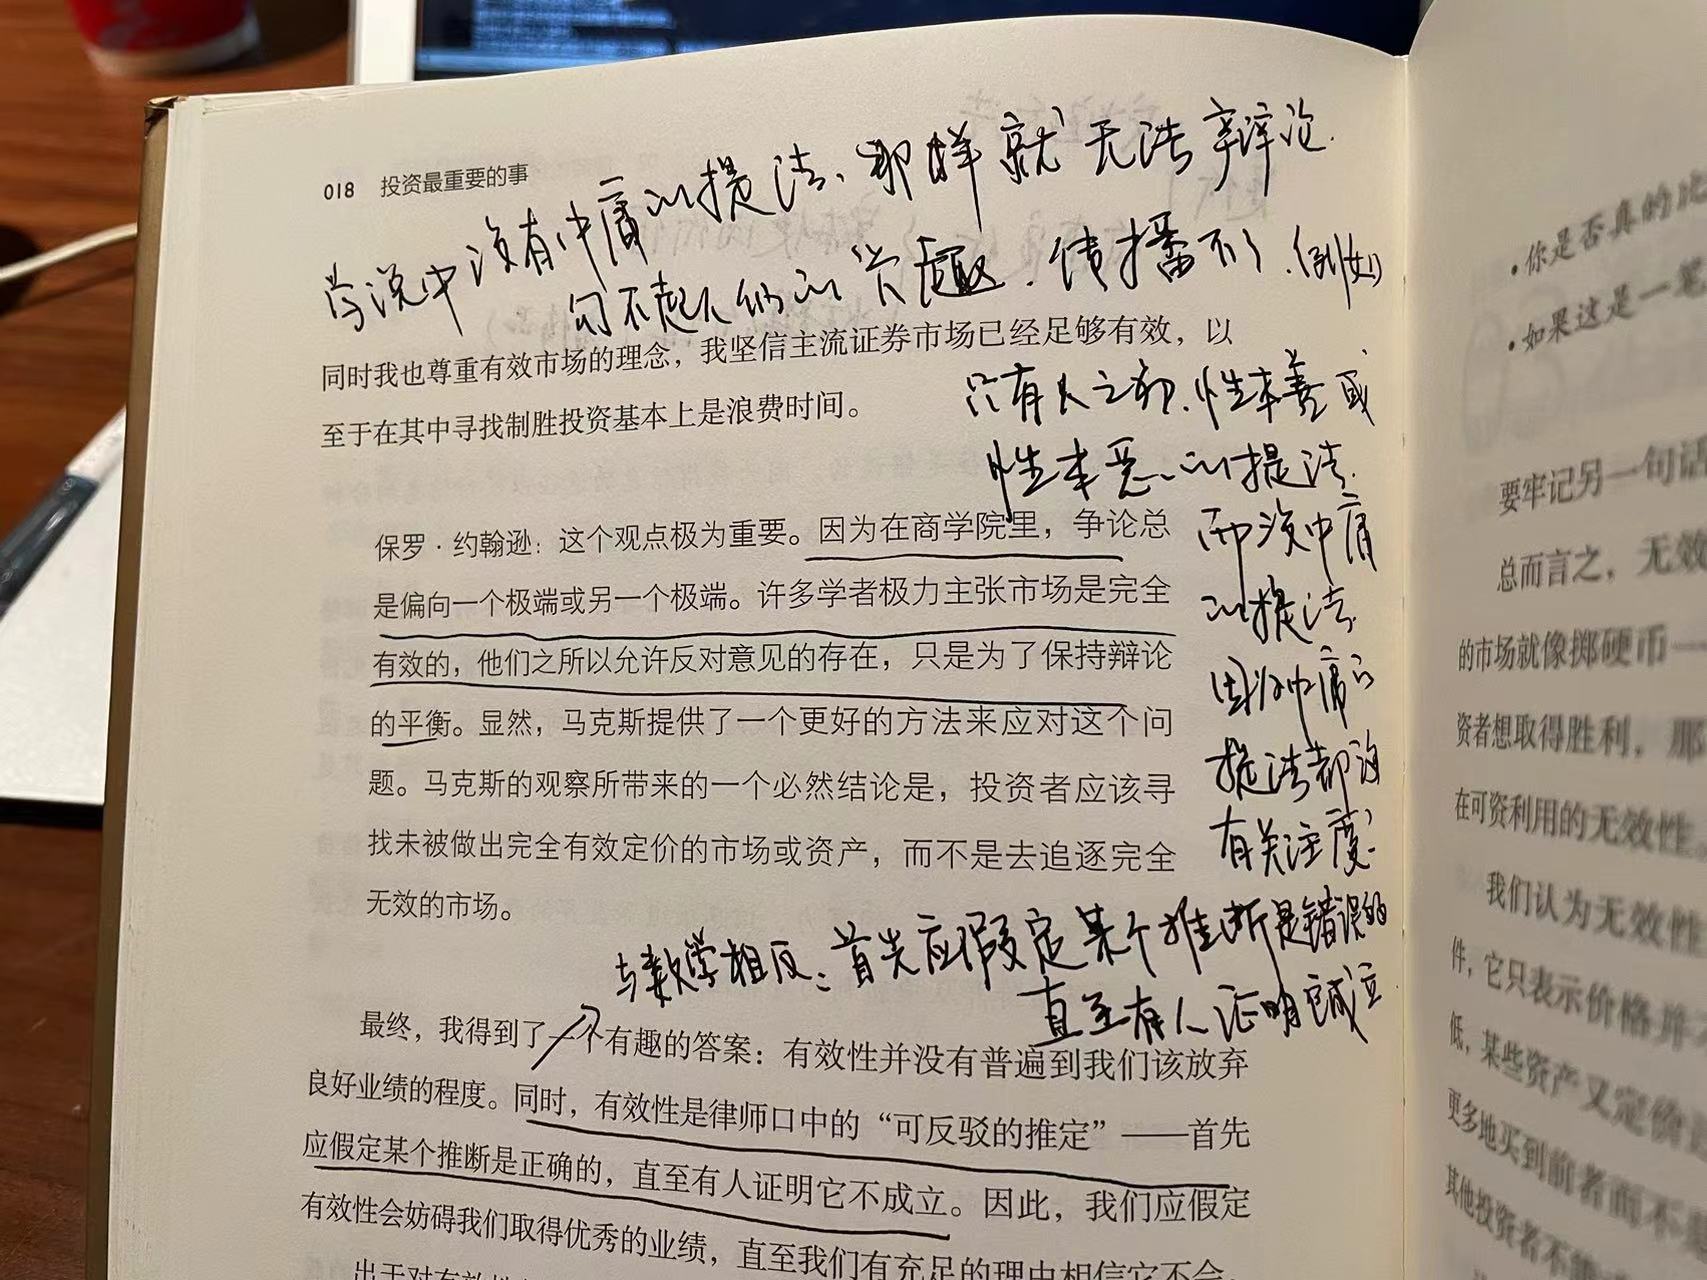 018 投资最重要的事
学说中没有中庸的提法、那样就无法辩论.
勾不起人们的兴趣.传播不了.(例如)
同时我也尊重有效市场的理念，我坚信主流证券市场已经足够有效，以
至于在其中寻找制胜投资基本上是浪费时间。
只有人之初、性本善或
性本恶、的提法.
而没中庸
的提法
因为中庸的
提法都没
有关注度.
保罗·约翰逊：这个观点极为重要。因为在商学院里，争论总
是偏向一个极端或另一个极端。许多学者极力主张市场是完全
有效的，他们之所以允许反对意见的存在，只是为了保持辩论
的平衡。显然，马克斯提供了一个更好的方法来应对这个问
题。马克斯的观察所带来的一个必然结论是，投资者应该寻
找未被做出完全有效定价的市场或资产，而不是去追逐完全
无效的市场。
与数学相反：首先应假定某个推断是错误的
直至有人证明它成立
最终，我得到了一个有趣的答案：有效性并没有普遍到我们该放弃
良好业绩的程度。同时，有效性是律师口中的“可反驳的推定”——首先
应假定某个推断是正确的，直至有人证明它不成立。因此，我们应假定
有效性会妨碍我们取得优秀的业绩，直至我们有充足的理由相信它不会。
出于对有效性
•你是否真的比
•如果这是一笔
要牢记另一句话
总而言之，无效
的市场就像掷硬币—
资者想取得胜利，那
在可资利用的无效性。
我们认为无效性
件，它只表示价格并
低，某些资产又定价过
更多地买到前者而不是
其他投资者不能